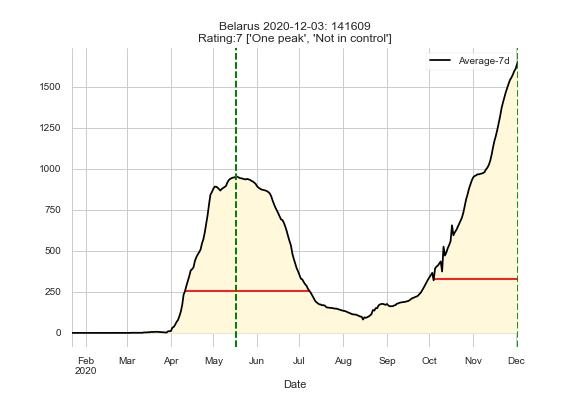 Belarus 2020-12-03: 141609
Rating:7 ['One peak', 'Not in control']
Average-7d
1500
1250
1000
750
500
250
0
Feb Mar Apr May Jun Jul Aug Sep Oct Nov Dec
2020
Date